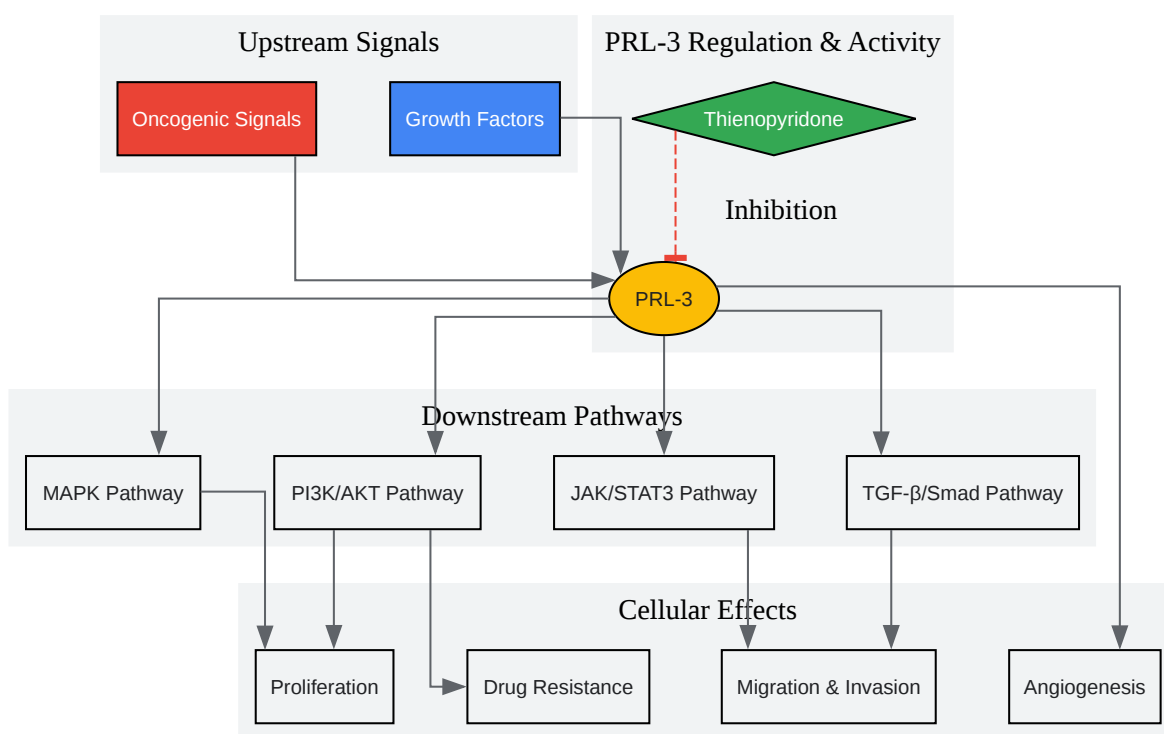 Upstream Signals
PRL-3 Regulation & Activity
Oncogenic Signals
Growth Factors
Thienopyridone
Inhibition
PRL-3
Downstream Pathways
MAPK Pathway
PI3K/AKT Pathway
JAK/STAT3 Pathway
TGF-β/Smad Pathway
Cellular Effects
Proliferation
Drug Resistance
Migration & Invasion
Angiogenesis